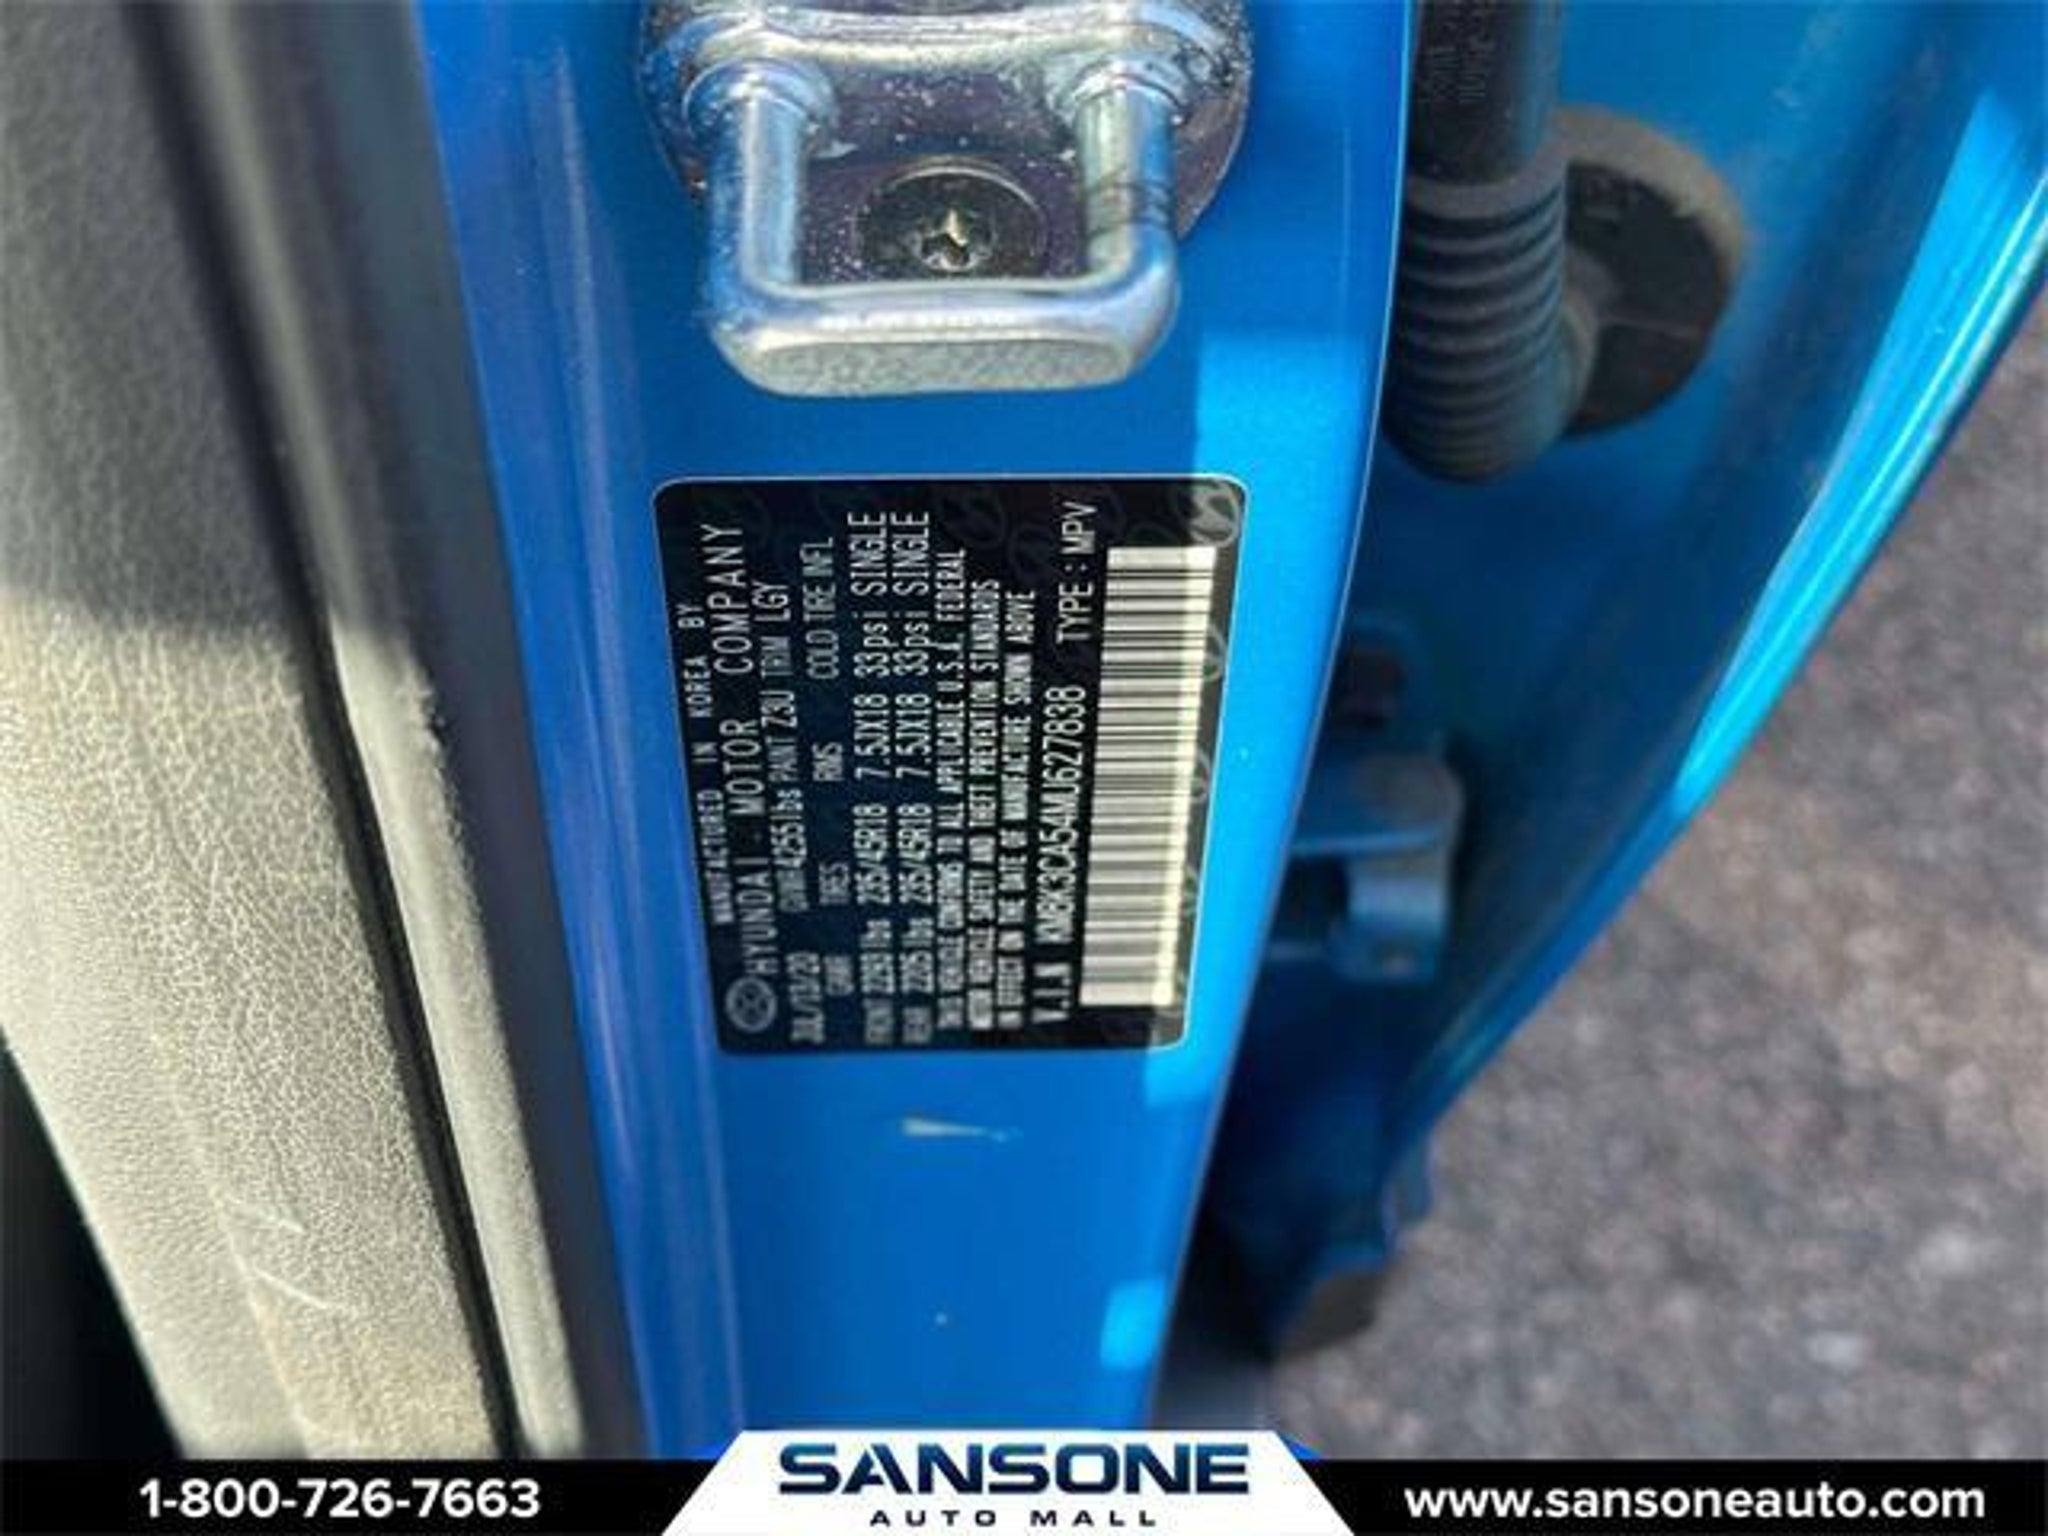 MANUFACTURED IN KOREA BY
HYUNDAI MOTOR COMPANY
JUL/13/20 GVWR 4255lbs PAINT Z3U TRIM LGY
GAWR TIRES RIMS COLD TIRE INFL
FRONT 2293lbs 235/45R18 7.5JX18 33psi SINGLE
REAR 2205lbs 235/45R18 7.5JX18 33psi SINGLE
THIS VEHICLE CONFORMS TO ALL APPLICABLE U.S.A. FEDERAL
MOTOR VEHICLE SAFETY AND THEFT PREVENTION STANDARDS
IN EFFECT ON THE DATE OF MANUFACTURE SHOWN ABOVE
V.I.N KM8K3CA54MU627838 TYPE : MPV
1-800-726-7663
SANSONE
AUTO MALL
www.sansoneauto.com